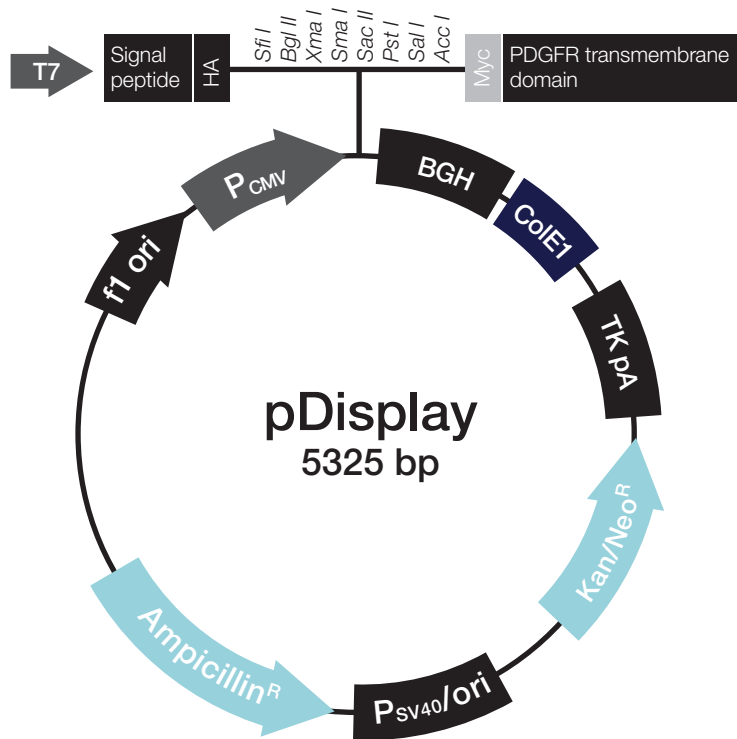 T7
Signal
peptide
HA
Sfi I
Bgl II
Xma I
Sma I
Sac II
Pst I
Sal I
Acc I
Myc
PDGFR transmembrane
domain
PCMV
BGH
ColE1
TK pA
Kan/NeoR
PSV40/ori
AmpicillinR
f1 ori
pDisplay
5325 bp